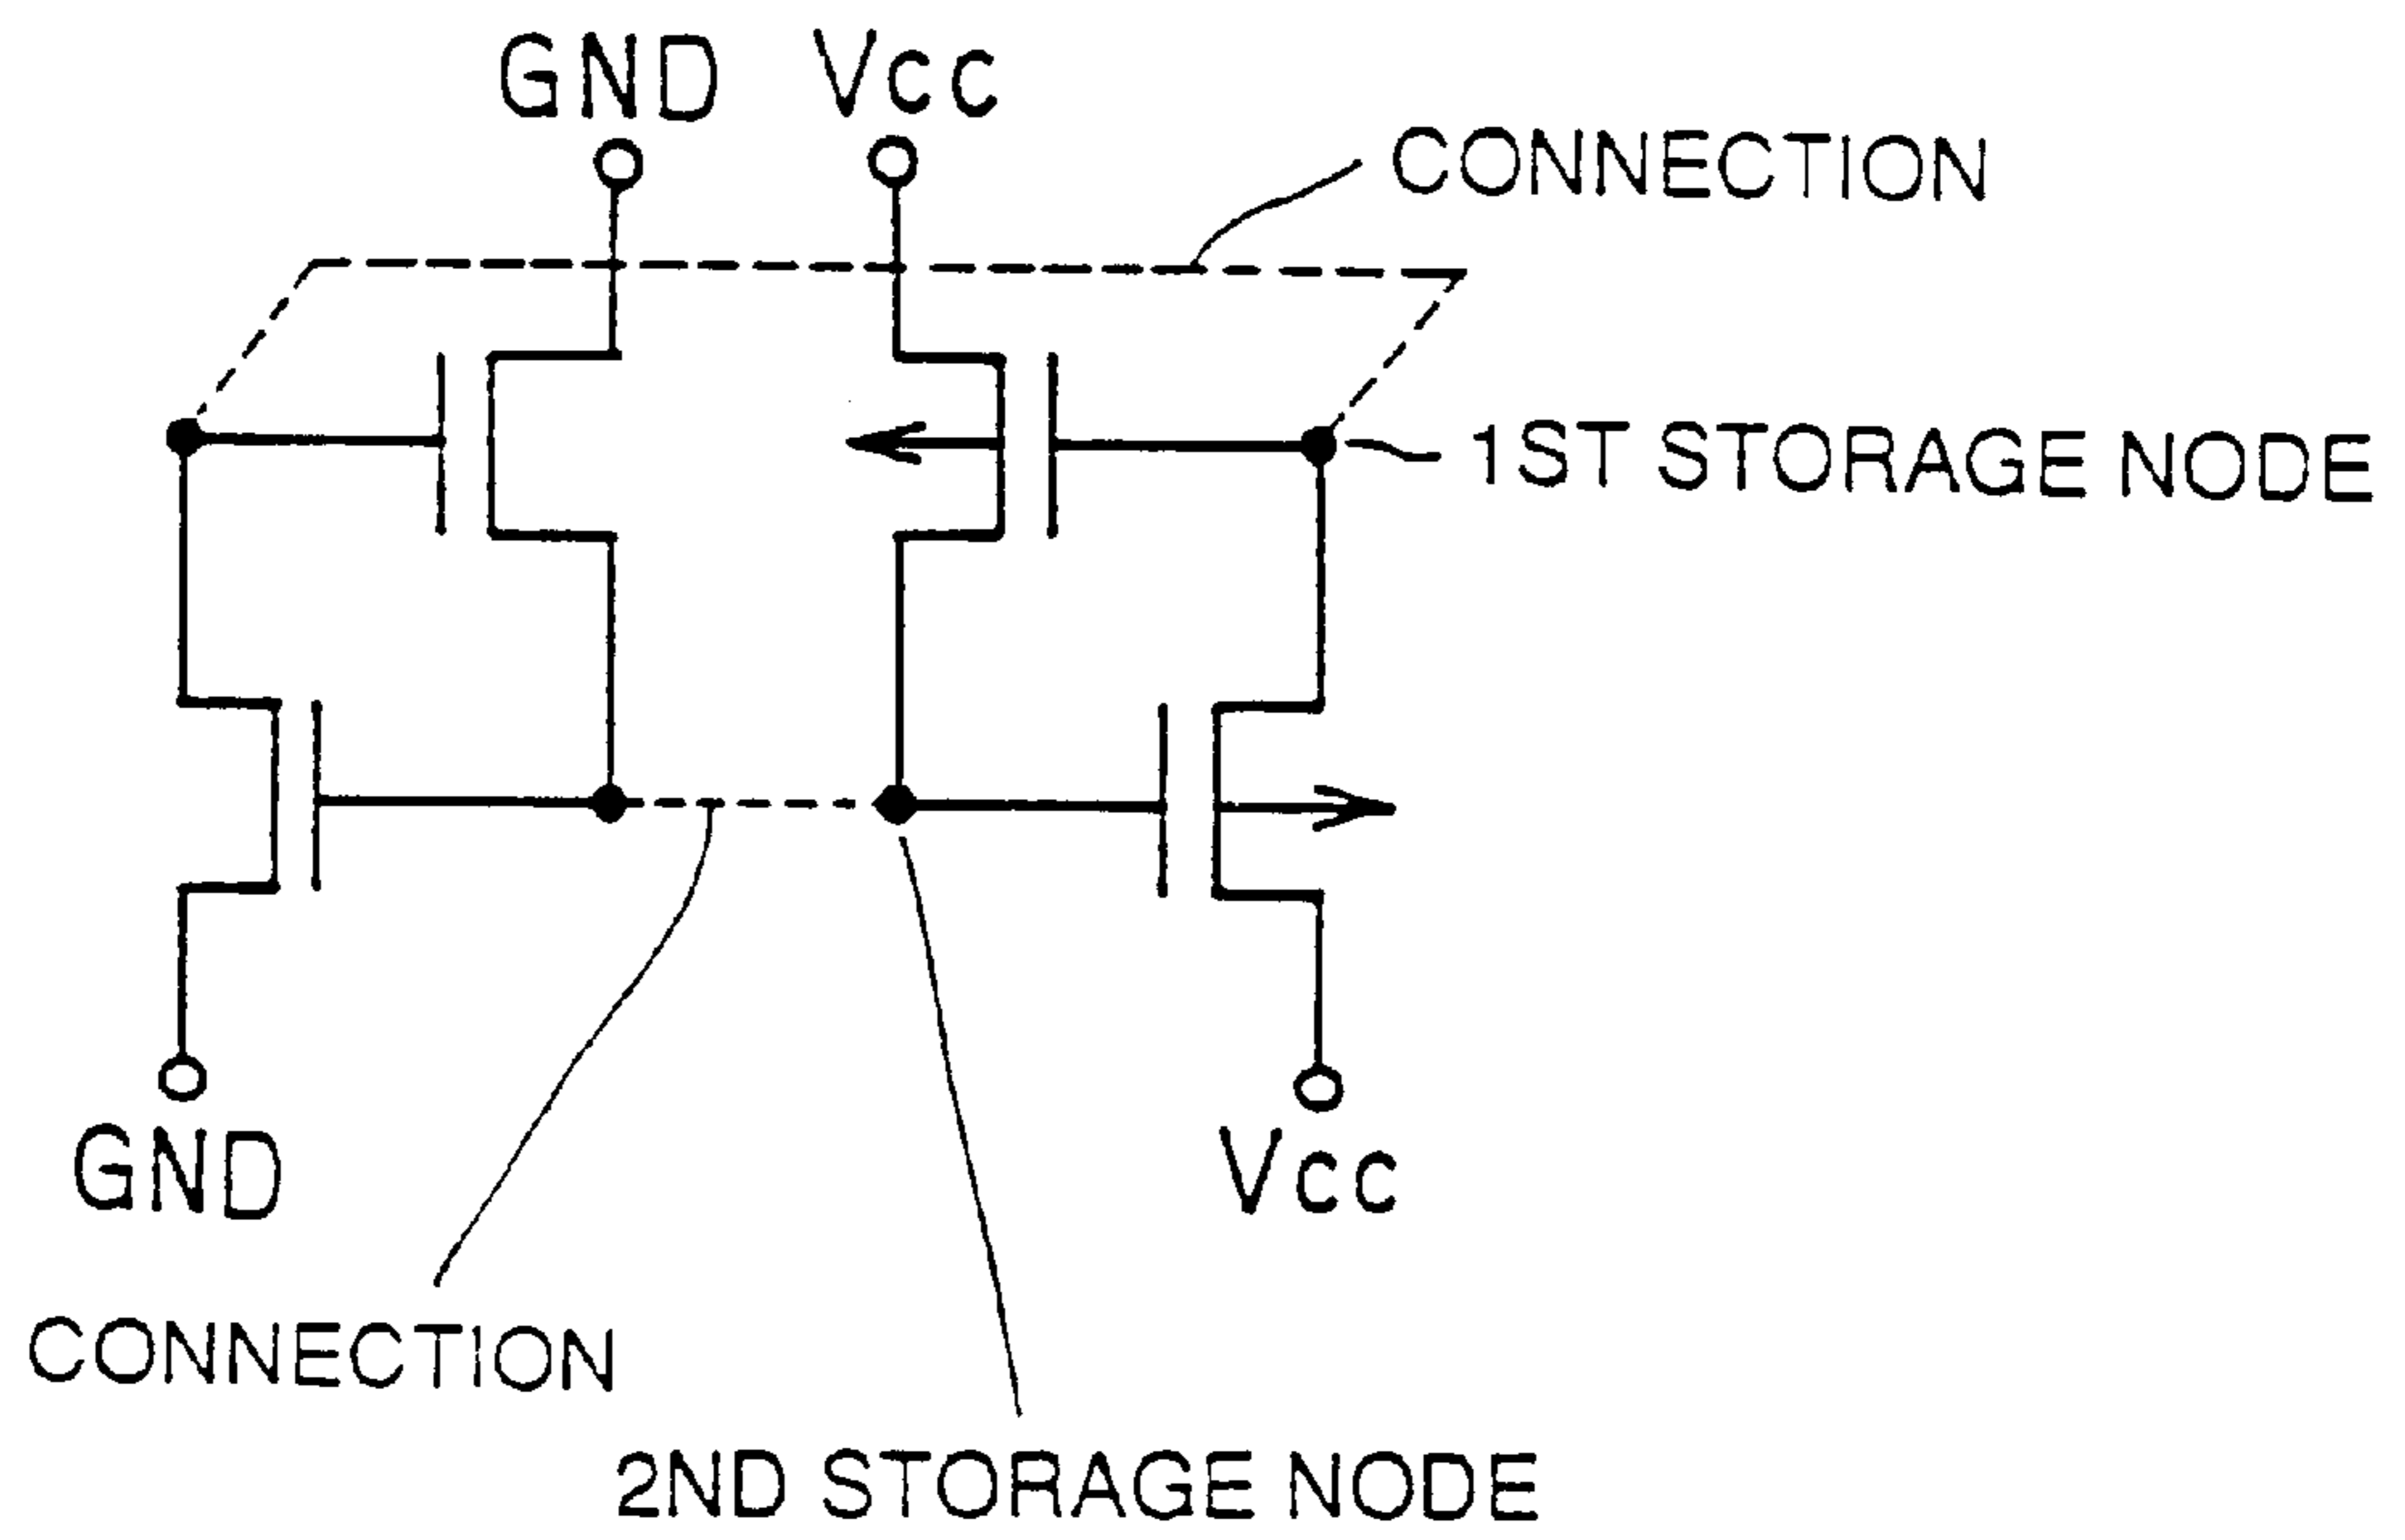 GND Vcc
CONNECTION
1ST STORAGE NODE
GND
Vcc
CONNECTION
2ND STORAGE NODE